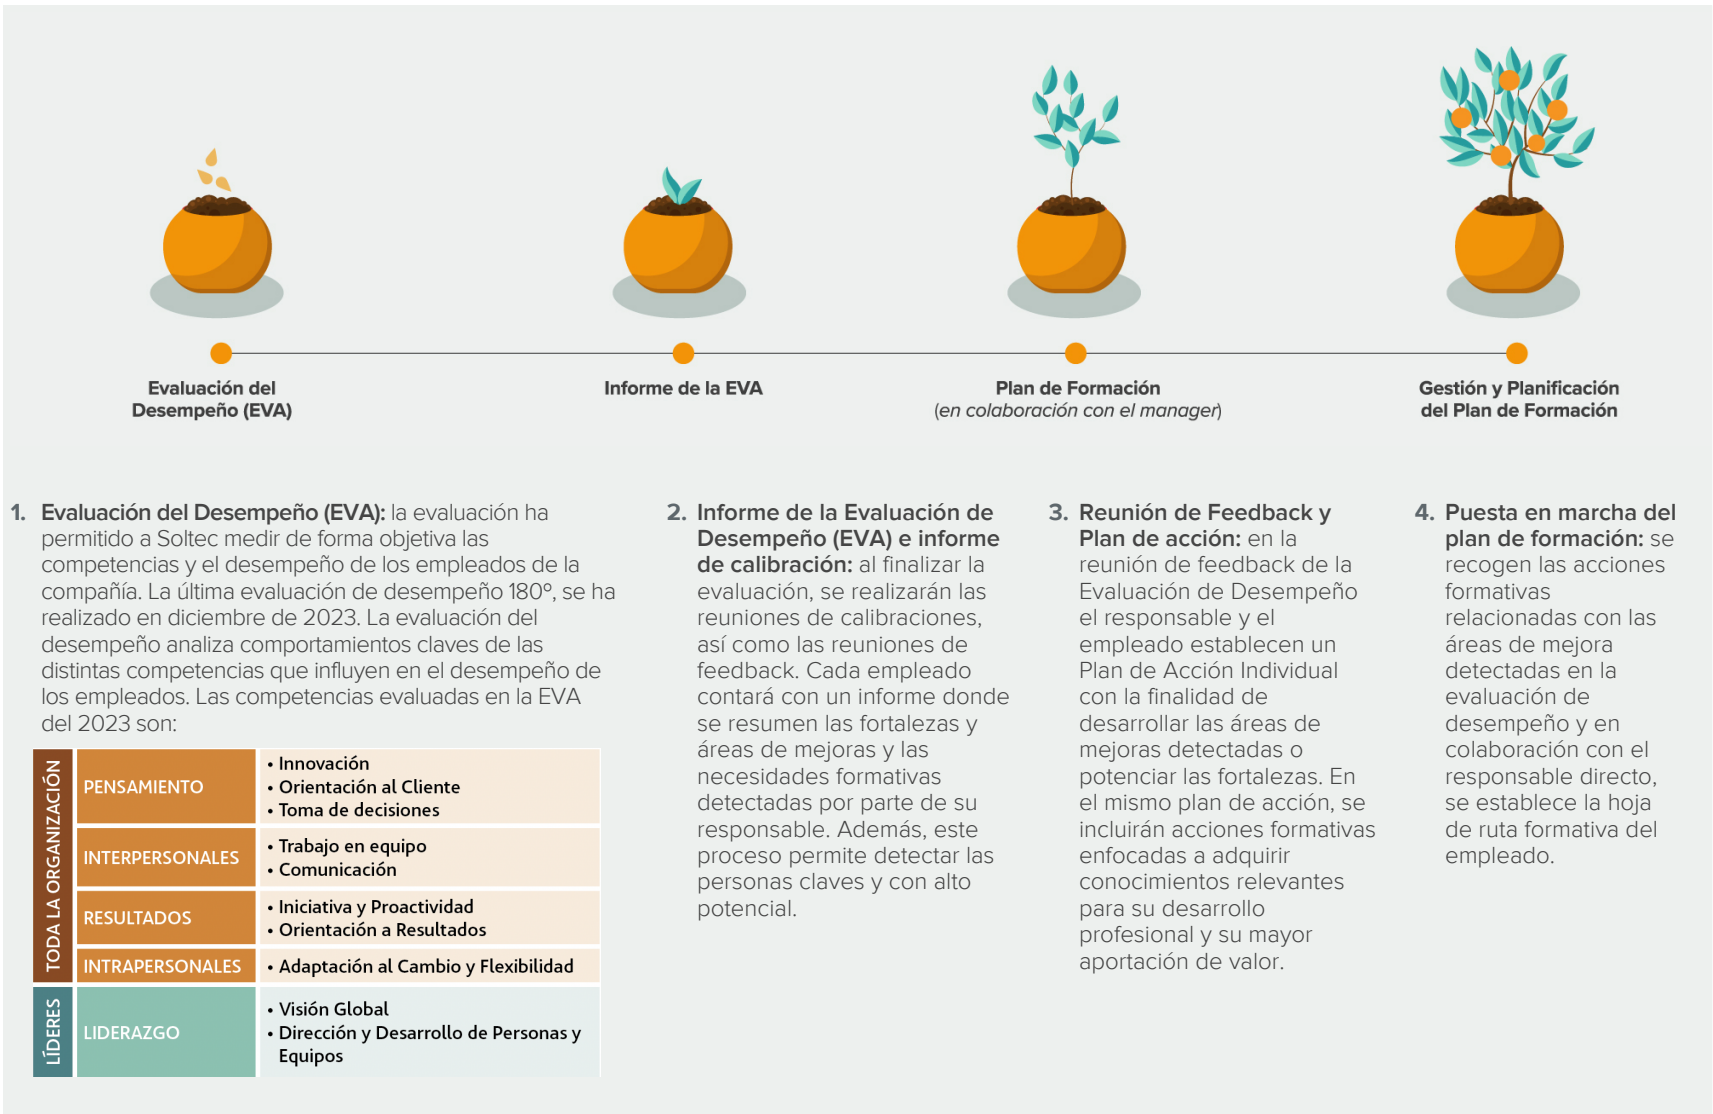 Evaluación del
Desempeño (EVA)
Informe de la EVA
Plan de Formación
(en colaboración con el manager)
Gestión y Planificación
del Plan de Formación
1. Evaluación del Desempeño (EVA): la evaluación ha
permitido a Soltec medir de forma objetiva las
competencias y el desempeño de los empleados de la
compañía. La última evaluación de desempeño 180º, se ha
realizado en diciembre de 2023. La evaluación del
desempeño analiza comportamientos claves de las
distintas competencias que influyen en el desempeño de
los empleados. Las competencias evaluadas en la EVA
del 2023 son:
TODA LA ORGANIZACIÓN
PENSAMIENTO
• Innovación
• Orientación al Cliente
• Toma de decisiones
INTERPERSONALES
• Trabajo en equipo
• Comunicación
RESULTADOS
• Iniciativa y Proactividad
• Orientación a Resultados
INTRAPERSONALES
• Adaptación al Cambio y Flexibilidad
LÍDERES
LIDERAZGO
• Visión Global
• Dirección y Desarrollo de Personas y
Equipos
2. Informe de la Evaluación de
Desempeño (EVA) e informe
de calibración: al finalizar la
evaluación, se realizarán las
reuniones de calibraciones,
así como las reuniones de
feedback. Cada empleado
contará con un informe donde
se resumen las fortalezas y
áreas de mejoras y las
necesidades formativas
detectadas por parte de su
responsable. Además, este
proceso permite detectar las
personas claves y con alto
potencial.
3. Reunión de Feedback y
Plan de acción: en la
reunión de feedback de la
Evaluación de Desempeño
el responsable y el
empleado establecen un
Plan de Acción Individual
con la finalidad de
desarrollar las áreas de
mejoras detectadas o
potenciar las fortalezas. En
el mismo plan de acción, se
incluirán acciones formativas
enfocadas a adquirir
conocimientos relevantes
para su desarrollo
profesional y su mayor
aportación de valor.
4. Puesta en marcha del
plan de formación: se
recogen las acciones
formativas
relacionadas con las
áreas de mejora
detectadas en la
evaluación de
desempeño y en
colaboración con el
responsable directo,
se establece la hoja
de ruta formativa del
empleado.